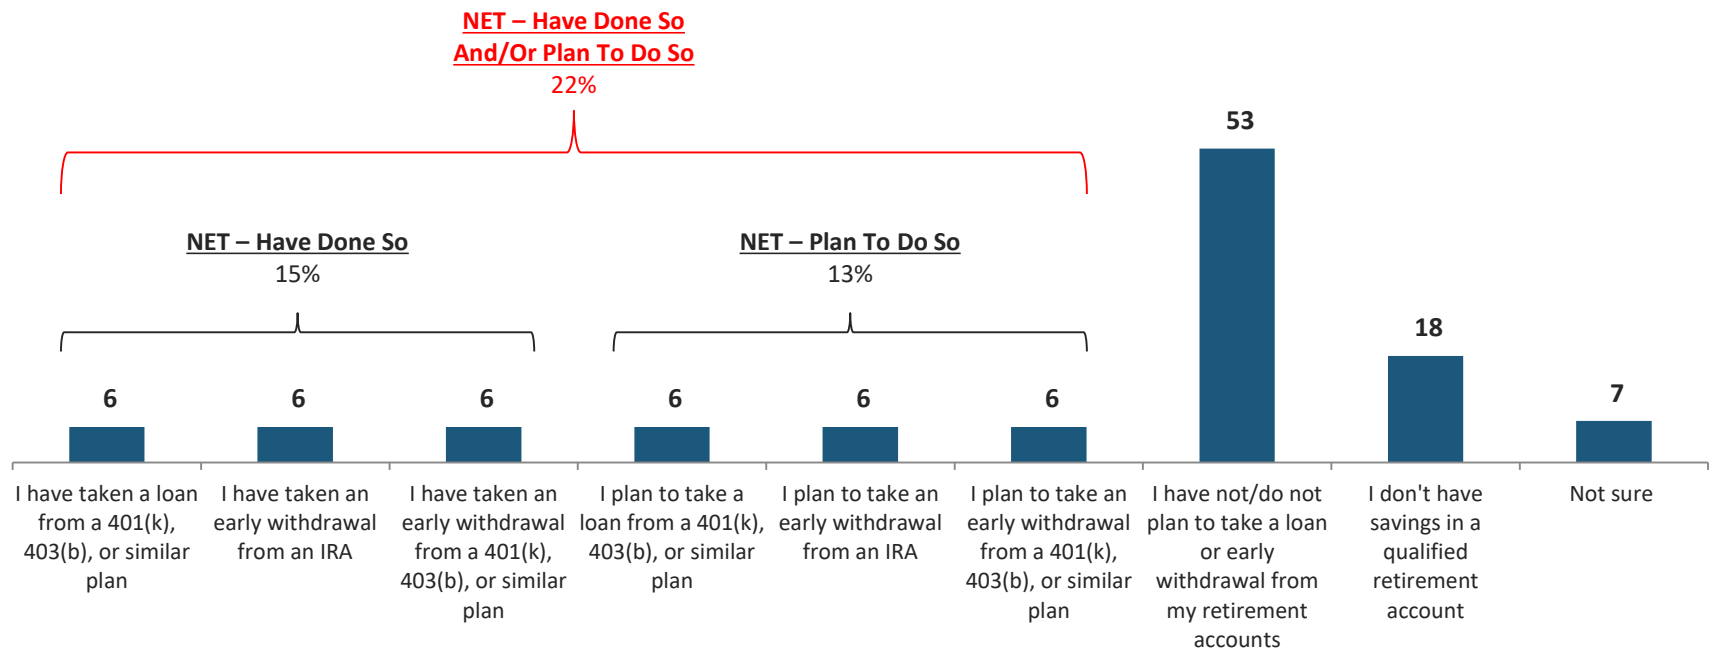 NET – Have Done So
And/Or Plan To Do So
22%
NET – Have Done So
15%
NET – Plan To Do So
13%
6
6
6
6
6
6
53
18
7
I have taken a loan
from a 401(k),
403(b), or similar
plan
I have taken an
early withdrawal
from an IRA
I have taken an
early withdrawal
from a 401(k),
403(b), or similar
plan
I plan to take a
loan from a 401(k),
403(b), or similar
plan
I plan to take an
early withdrawal
from an IRA
I plan to take an
early withdrawal
from a 401(k),
403(b), or similar
plan
I have not/do not
plan to take a loan
or early
withdrawal from
my retirement
accounts
I don't have
savings in a
qualified
retirement
account
Not sure